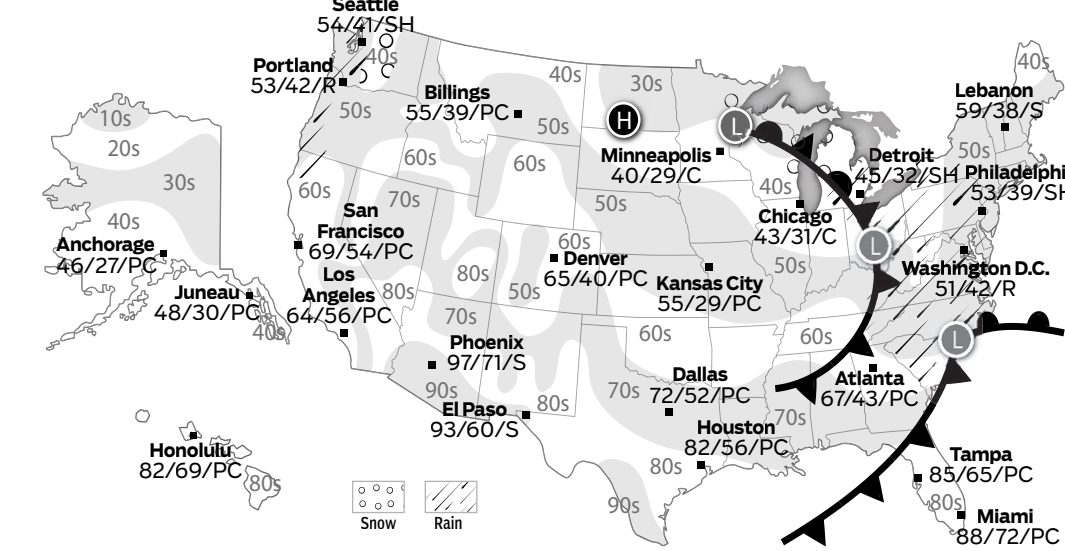 Seattle
54/41/SH
40s
Portland
53/42/R
50s
Billings
55/39/PC
40s
50s
30s
H
L
40s
Lebanon
59/38/S
50s
Minneapolis
40/29/C
Detroit
45/32/SH
Philadelphi
53/39/SH
10s
20s
30s
40s
Anchorage
46/27/PC
Juneau
48/30/PC
40s
60s
60s
70s
60s
50s
40s
Chicago
43/31/C
San
Francisco
69/54/PC
Los
Angeles
64/56/PC
80s
80s
60s
Denver
65/40/PC
50s
Kansas City
55/29/PC
50s
L
Washington D.C.
51/42/R
70s
60s
60s
L
Phoenix
97/71/S
90s
El Paso
93/60/S
80s
Dallas
72/52/PC
70s
Atlanta
67/43/PC
70s
Houston
82/56/PC
80s
90s
Honolulu
82/69/PC
80s
Snow
Rain
Tampa
85/65/PC
80s
Miami
88/72/PC